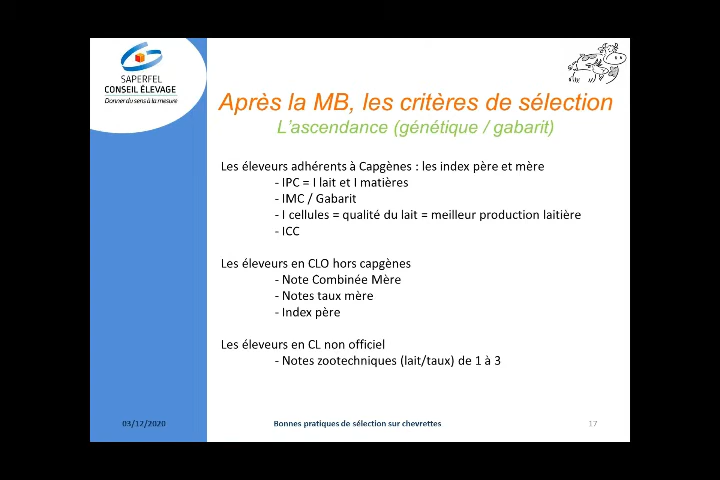 SAPERFEL
CONSEIL ÉLEVAGE
Donner du sens à la mesure
Après la MB, les critères de sélection
L'ascendance (génétique / gabarit)
Les éleveurs adhérents à Capgènes : les index père et mère
- IPC = I lait et I matières
- IMC / Gabarit
- I cellules = qualité du lait = meilleur production laitière
- ICC
Les éleveurs en CLO hors capgènes
- Note Combinée Mère
- Notes taux mère
- Index père
Les éleveurs en CL non officiel
- Notes zootechniques (lait/taux) de 1 à 3
03/12/2020
Bonnes pratiques de sélection sur chevrettes
17